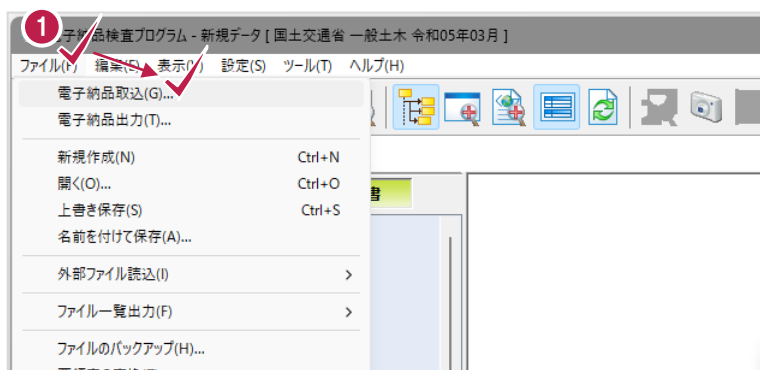 1
電子納品検査プログラム - 新規データ [ 国土交通省 一般土木 令和05年03月 ]
ファイル(F) 編集(E) 表示(V) 設定(S) ツール(T) ヘルプ(H)
電子納品取込(G)...
電子納品出力(T)...
新規作成(N) Ctrl+N
開く(O)... Ctrl+O
上書き保存(S) Ctrl+S
名前を付けて保存(A)...
書
外部ファイル読込(I)
ファイル一覧出力(F)
ファイルのバックアップ(H)...